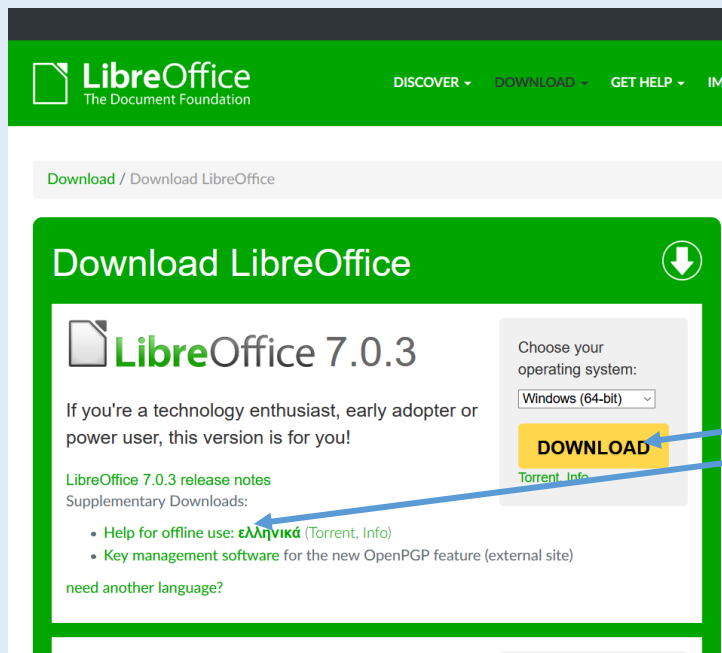 LibreOffice
The Document Foundation
DISCOVER DOWNLOAD GET HELP IM
Download / Download LibreOffice
Download LibreOffice
LibreOffice 7.0.3
If you're a technology enthusiast, early adopter or
power user, this version is for you!
LibreOffice 7.0.3 release notes
Supplementary Downloads:
Help for offline use: ελληνικά (Torrent, Info)
Key management software for the new OpenPGP feature (external site)
need another language?
Choose your
operating system:
Windows (64-bit)
DOWNLOAD
Torrent, Info